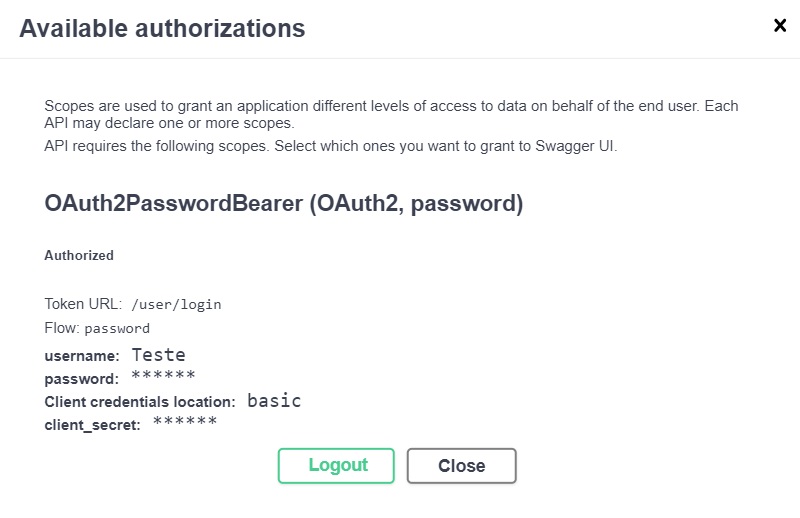 Available authorizations
Scopes are used to grant an application different levels of access to data on behalf of the end user. Each
API may declare one or more scopes.
API requires the following scopes. Select which ones you want to grant to Swagger UI.
OAuth2PasswordBearer (OAuth2, password)
Authorized
Token URL: /user/login
Flow: password
username: Teste
password: ******
Client credentials location: basic
client_secret: ******
Logout Close